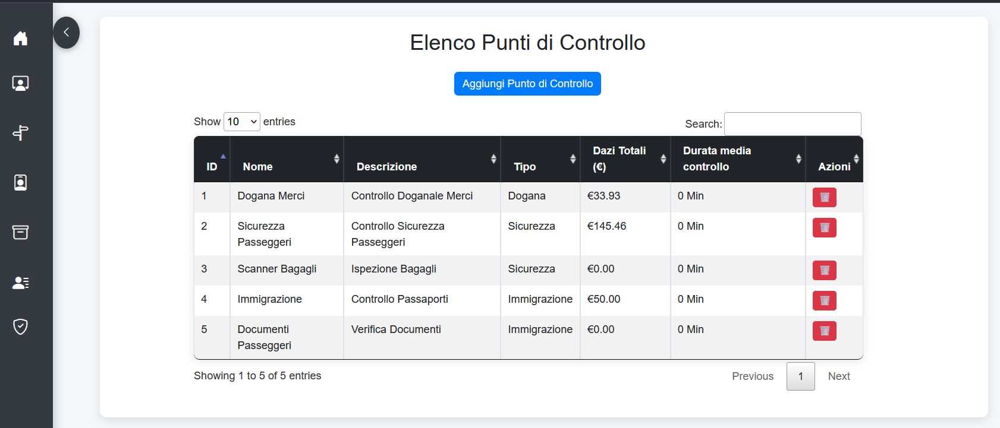 Elenco Punti di Controllo
Aggiungi Punto di Controllo
Show 10 entries
Search:
ID Nome Descrizione Tipo Dazi Totali (€) Durata media controllo Azioni
1 Dogana Merci Controllo Doganale Merci Dogana €33.93 0 Min
2 Sicurezza Passeggeri Controllo Sicurezza Passeggeri Sicurezza €145.46 0 Min
3 Scanner Bagagli Ispezione Bagagli Sicurezza €0.00 0 Min
4 Immigrazione Controllo Passaporti Immigrazione €50.00 0 Min
5 Documenti Passeggeri Verifica Documenti Immigrazione €0.00 0 Min
Showing 1 to 5 of 5 entries
Previous 1 Next